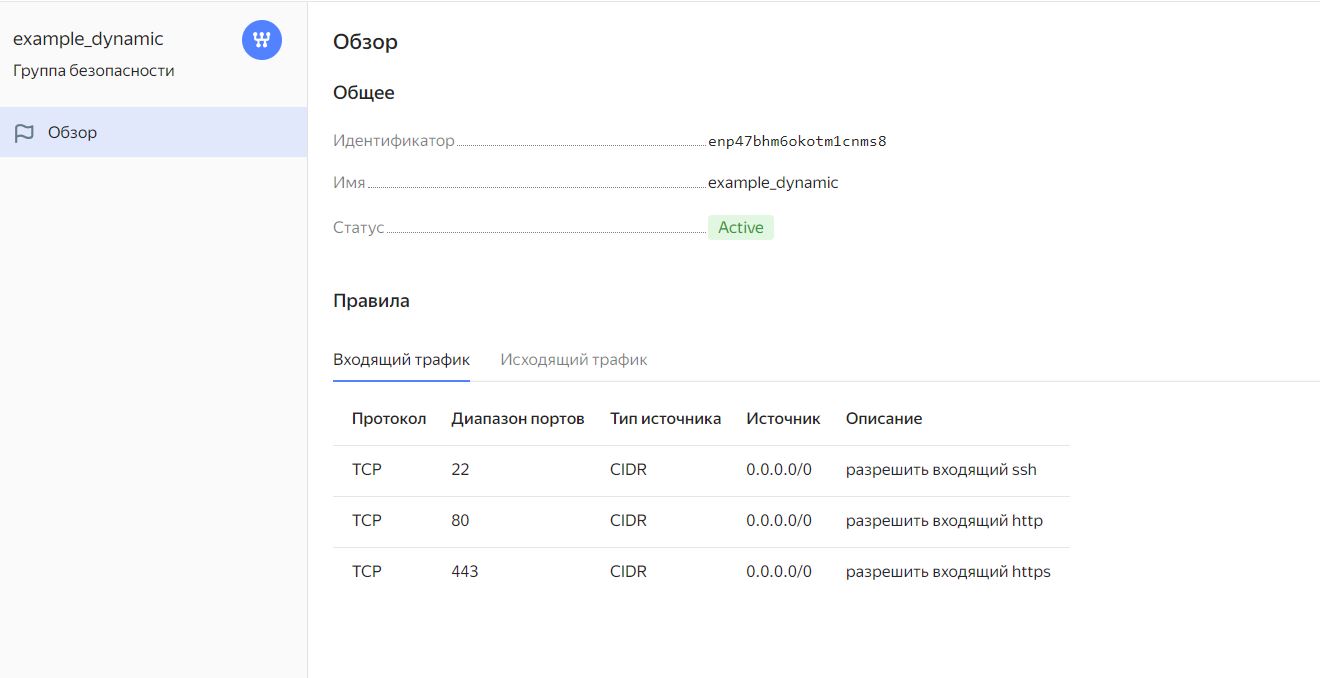 example_dynamic
Группа безопасности
Обзор
Обзор
Общее
Идентификатор enp47bhm6okotm1cnms8
Имя example_dynamic
Статус Active
Правила
Входящий трафик Исходящий трафик
Протокол Диапазон портов Тип источника Источник Описание
TCP 22 CIDR 0.0.0.0/0 разрешить входящий ssh
TCP 80 CIDR 0.0.0.0/0 разрешить входящий http
TCP 443 CIDR 0.0.0.0/0 разрешить входящий https